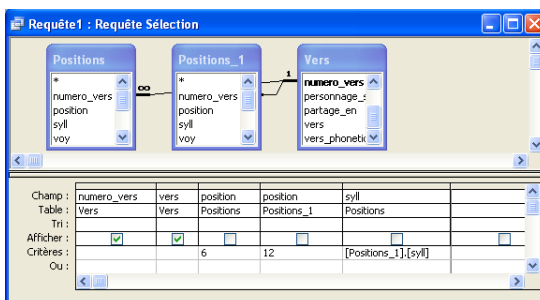 Requête1 : Requête Sélection
Positions
*
numero_vers
position
syll
voy
∞
Positions_1
*
numero_vers
position
syll
voy
1
Vers
numero_vers
personnage_s
partage_en
vers
vers_phonetic
Champ : numero_vers vers position position syll
Table : Vers Vers Positions Positions_1 Positions
Tri :
Afficher :
Critères : 6 12 [Positions_1].[syll]
Ou :